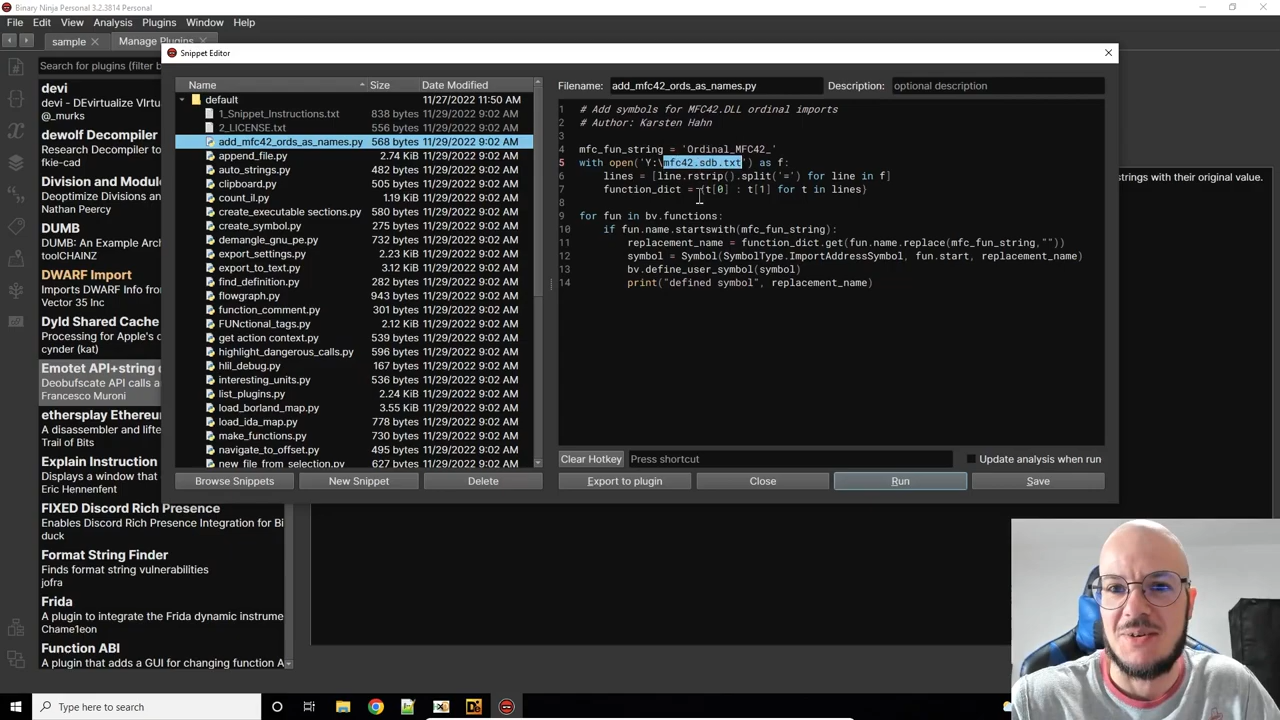 Binary Ninja Personal 3.2.3814 Personal
File Edit View Analysis Plugins Window Help
sample
Manage Plugins
Search for plugins (filter b
devi
devi - DEvirtualize VIrtua
@_murks
dewolf Decompiler
Deoptimize Divisions and
fkie-cad
DUMB
DUMB: An Example Arch
toolCHAINZ
DWARF Import
Imports DWARF Info from
Vector 35 Inc
Dyld Shared Cache
Processing for Apple's d
cynder (kat)
Emotet API+string d
Deobufscate API calls a
Francesco Muroni
ethersplay Ethereu
A disassembler and lifte
Trail of Bits
Explain Instruction
Displays a window that
Eric Hennenfent
FIXED Discord Rich Presence
Enables Discord Rich Presence Integration for Bi
duck
Format String Finder
Finds format string vulnerabilities
jofra
Frida
A plugin to integrate the Frida dynamic instrume
Chame1eon
Function ABI
A plugin that adds a GUI for changing function A
strings with their original value.
Snippet Editor
Name Size Date Modified
default 11/27/2022 11:50 AM
1_Snippet_Instructions.txt 838 bytes 11/29/2022 9:02 AM
2_LICENSE.txt 556 bytes 11/29/2022 9:02 AM
add_mfc42_ords_as_names.py 568 bytes 11/29/2022 9:02 AM
append_file.py 2.74 KiB 11/29/2022 9:02 AM
auto_strings.py 457 bytes 11/29/2022 9:02 AM
clipboard.py 457 bytes 11/29/2022 9:02 AM
count_il.py 1.19 KiB 11/29/2022 9:02 AM
create_executable sections.py 297 bytes 11/29/2022 9:02 AM
create_symbol.py 275 bytes 11/29/2022 9:02 AM
demangle_gnu_pe.py 432 bytes 11/29/2022 9:02 AM
export_settings.py 2.23 KiB 11/29/2022 9:02 AM
export_to_text.py 3.12 KiB 11/29/2022 9:02 AM
find_definition.py 282 bytes 11/29/2022 9:02 AM
flowgraph.py 943 bytes 11/29/2022 9:02 AM
function_comment.py 301 bytes 11/29/2022 9:02 AM
FUNctional_tags.py 2.12 KiB 11/29/2022 9:02 AM
get action context.py 539 bytes 11/29/2022 9:02 AM
highlight_dangerous_calls.py 596 bytes 11/29/2022 9:02 AM
hlil_debug.py 167 bytes 11/29/2022 9:02 AM
interesting_units.py 536 bytes 11/29/2022 9:02 AM
list_plugins.py 2.24 KiB 11/29/2022 9:02 AM
load_borland_map.py 3.55 KiB 11/29/2022 9:02 AM
load_ida_map.py 778 bytes 11/29/2022 9:02 AM
make_functions.py 730 bytes 11/29/2022 9:02 AM
navigate_to_offset.py 495 bytes 11/29/2022 9:02 AM
new_file_from_selection.py 627 bytes 11/29/2022 9:02 AM
Browse Snippets New Snippet Delete
Filename: add_mfc42_ords_as_names.py Description: optional description
1 # Add symbols for MFC42.DLL ordinal imports
2 # Author: Karsten Hahn
3
4 mfc_fun_string = 'Ordinal_MFC42_'
5 with open('Y:\mfc42.sdb.txt') as f:
6 lines = [line.rstrip().split('=') for line in f]
7 function_dict = {t[0] : t[1] for t in lines}
8
9 for fun in bv.functions:
10 if fun.name.startswith(mfc_fun_string):
11 replacement_name = function_dict.get(fun.name.replace(mfc_fun_string,""))
12 symbol = Symbol(SymbolType.ImportAddressSymbol, fun.start, replacement_name)
13 bv.define_user_symbol(symbol)
14 print("defined symbol", replacement_name)
Clear Hotkey Press shortcut Update analysis when run
Export to plugin Close Run Save
Type here to search